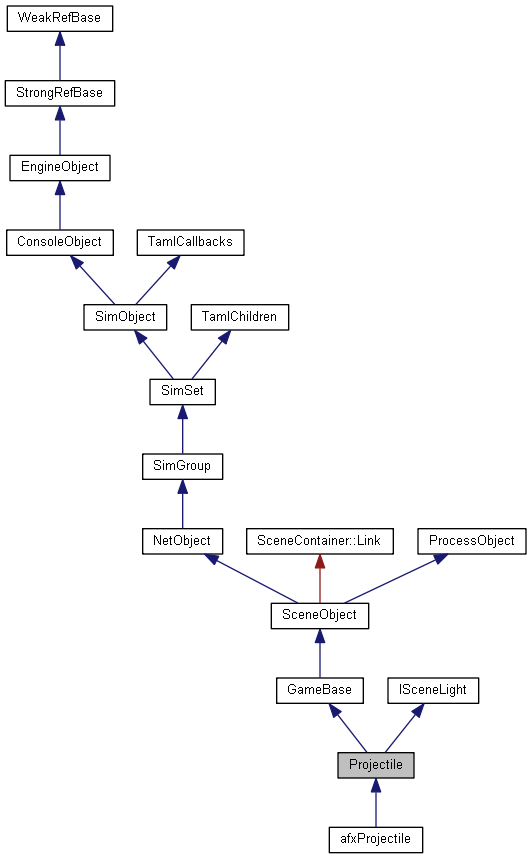 WeakRefBase
StrongRefBase
EngineObject
ConsoleObject
TamlCallbacks
SimObject
TamlChildren
SimSet
SimGroup
NetObject
SceneContainer::Link
ProcessObject
SceneObject
GameBase
ISceneLight
Projectile
afxProjectile